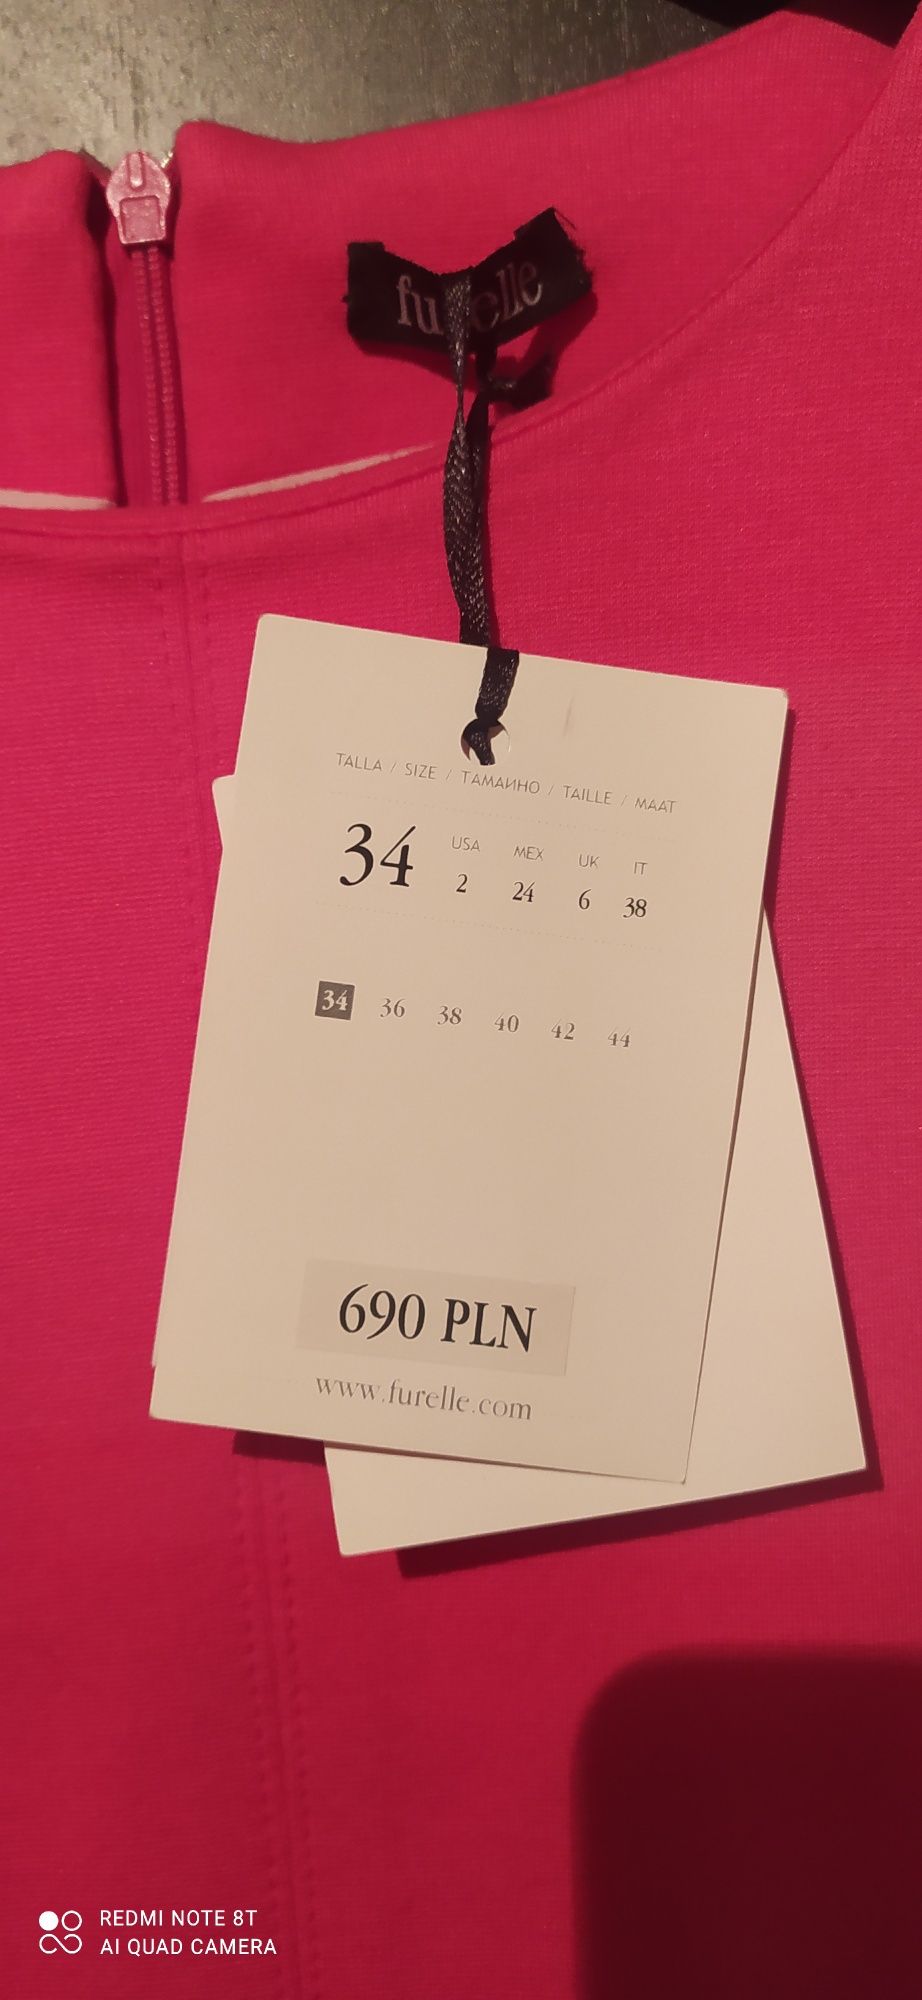 furelle
TALLA / SIZE / TAMAИHO / TAILLE / MAAT
34 USA 2 MEX 24 UK 6 IT 38
34 36 38 40 42 44
690 PLN
www.furelle.com
REDMI NOTE 8T
AI QUAD CAMERA